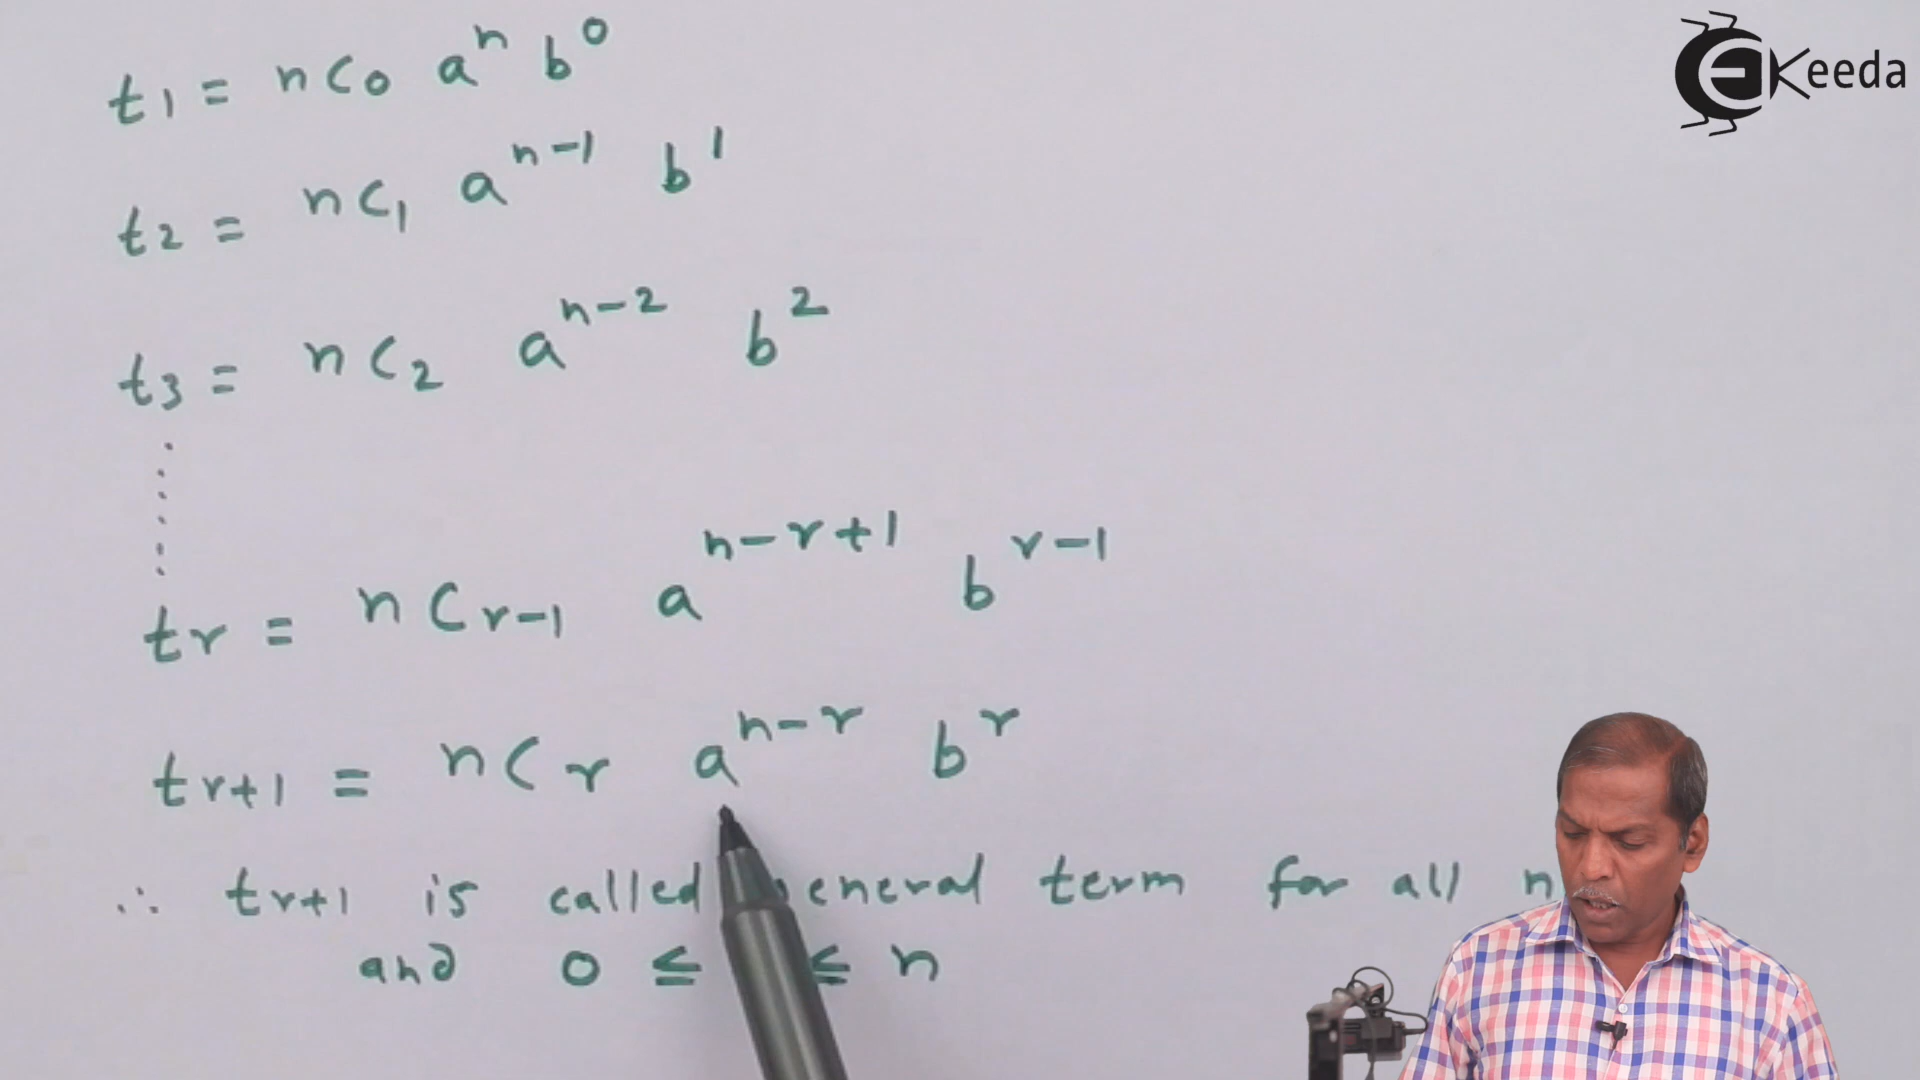 EKeeda
t1 = nC0 a^n b^0
t2 = nC1 a^{n-1} b^1
t3 = nC2 a^{n-2} b^2
tr = nCr-1 a^{n-r+1} b^{r-1}
tr+1 = nCr a^{n-r} b^r
∴ tr+1 is called eneral term for all n
and 0 ≤ ≤ n